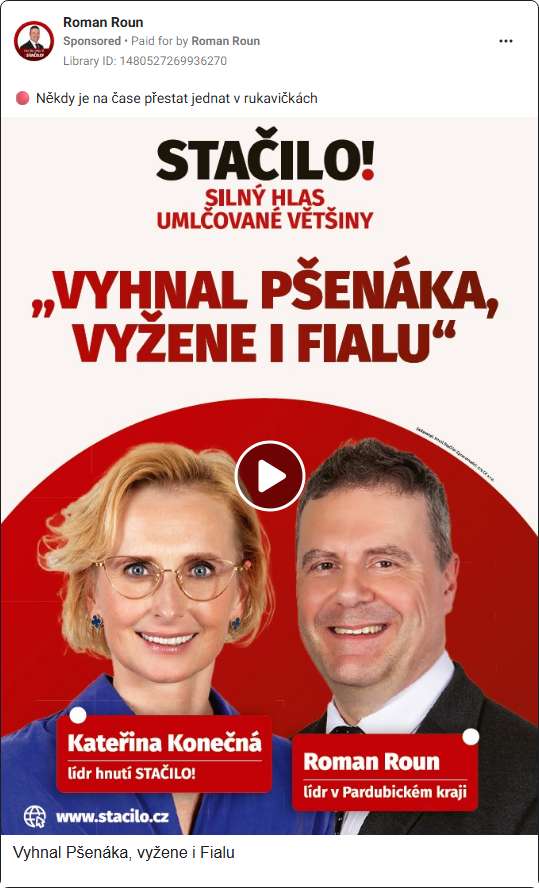 Roman Roun
Sponsored • Paid for by Roman Roun
Library ID: 1480527269936270
Někdy je na čase přestat jednat v rukavičkách
STAČILO!
SILNÝ HLAS
UMLČOVANÉ VĚTŠINY
„VYHNAL PŠENÁKA,
VYŽENE I FIALU“
Kateřina Konečná
lídr hnutí STAČILO!
Roman Roun
lídr v Pardubickém kraji
www.stacilo.cz
Vyhnal Pšenáka, vyžene i Fialu